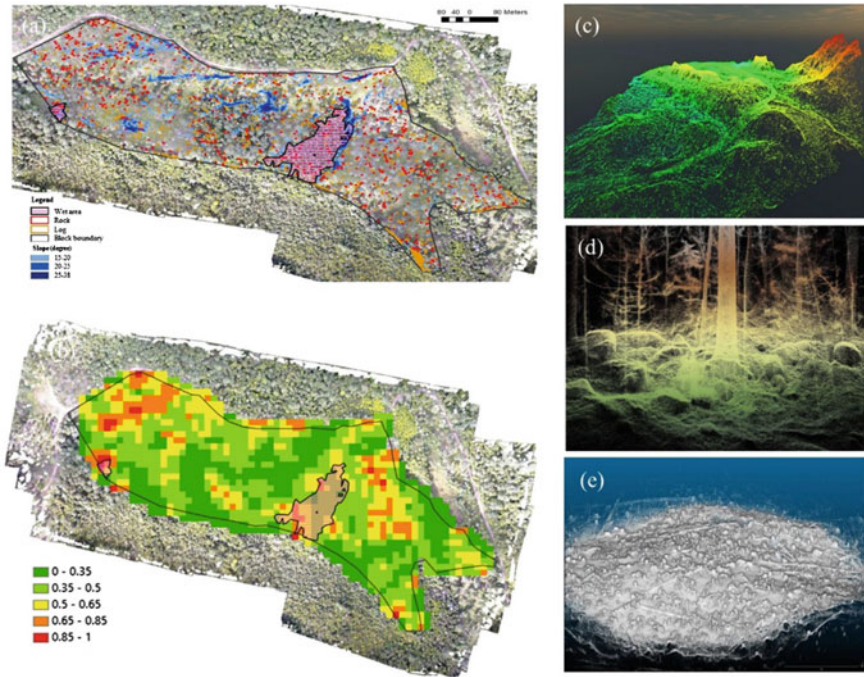 (a)
60 40 0 80 Meters
Legend
Wet area
Rock
Log
Block boundary
Slope (degree)
15-20
20-25
25-38
0 - 0.35
0.35 - 0.5
0.5 - 0.65
0.65 - 0.85
0.85 - 1
(c)
(d)
(e)